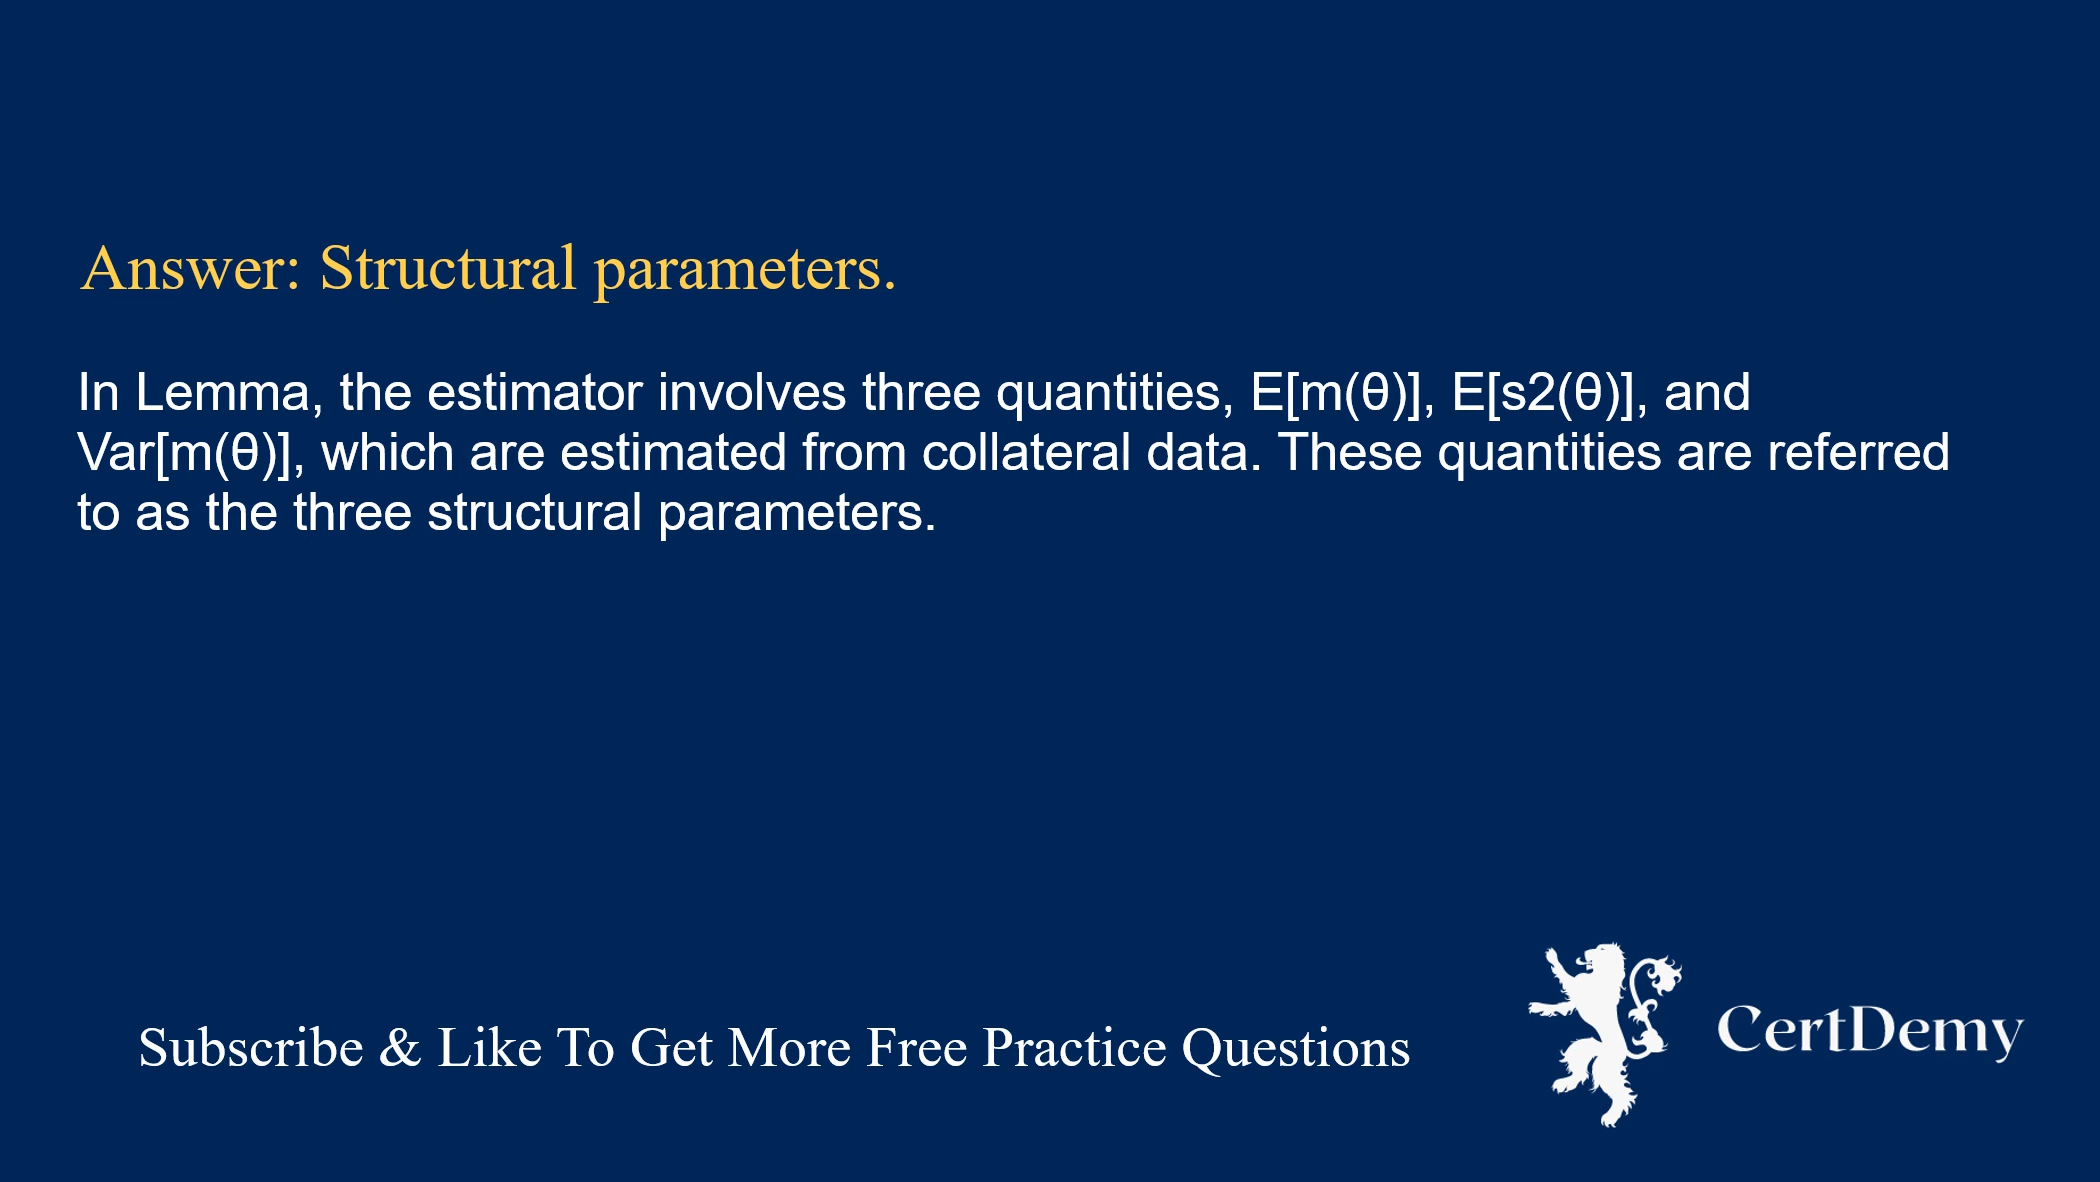 Answer: Structural parameters.
In Lemma, the estimator involves three quantities, E[m(θ)], E[s2(θ)], and
Var[m(θ)], which are estimated from collateral data. These quantities are referred
to as the three structural parameters.
Subscribe & Like To Get More Free Practice Questions
CertDemy